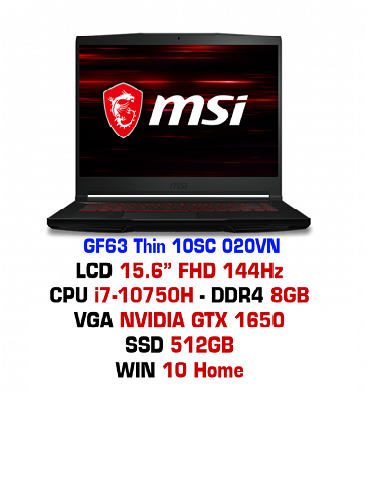 msi
msi
GF63 Thin 10SC 020VN
LCD 15.6” FHD 144Hz
CPU i7-10750H - DDR4 8GB
VGA NVIDIA GTX 1650
SSD 512GB
WIN 10 Home